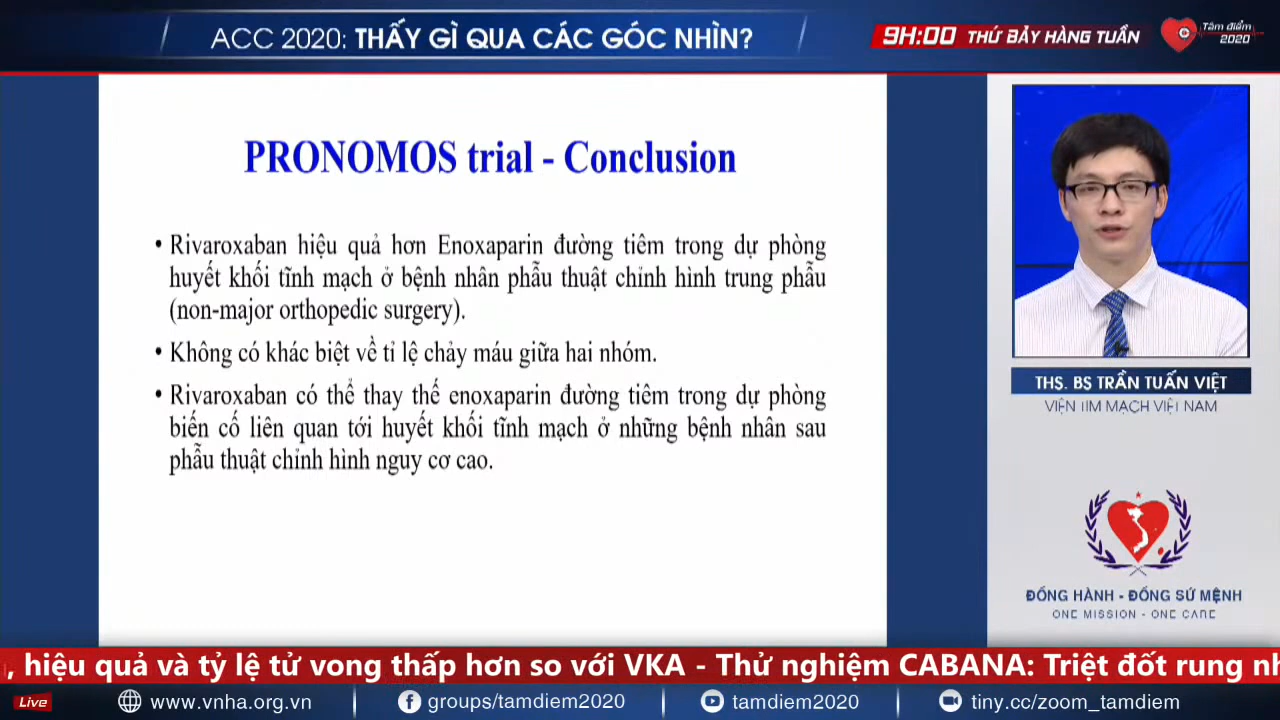 ACC 2020: THẤY GÌ QUA CÁC GÓC NHÌN?
9H:00 THỨ BẢY HÀNG TUẦN
Tâm điểm
2020
PRONOMOS trial - Conclusion
• Rivaroxaban hiệu quả hơn Enoxaparin đường tiêm trong dự phòng
huyết khối tĩnh mạch ở bệnh nhân phẫu thuật chỉnh hình trung phẫu
(non-major orthopedic surgery).
• Không có khác biệt về tỉ lệ chảy máu giữa hai nhóm.
• Rivaroxaban có thể thay thế enoxaparin đường tiêm trong dự phòng
biến cố liên quan tới huyết khối tĩnh mạch ở những bệnh nhân sau
phẫu thuật chỉnh hình nguy cơ cao.
THS. BS TRẦN TUẤN VIỆT
VIỆN TIM MẠCH VIỆT NAM
ĐỒNG HÀNH - ĐỒNG SỨ MỆNH
ONE MISSION - ONE CARE
, hiệu quả và tỷ lệ tử vong thấp hơn so với VKA - Thử nghiệm CABANA: Triệt đốt rung nh
Live
www.vnha.org.vn
groups/tamdiem2020
tamdiem2020
tiny.cc/zoom_tamdiem